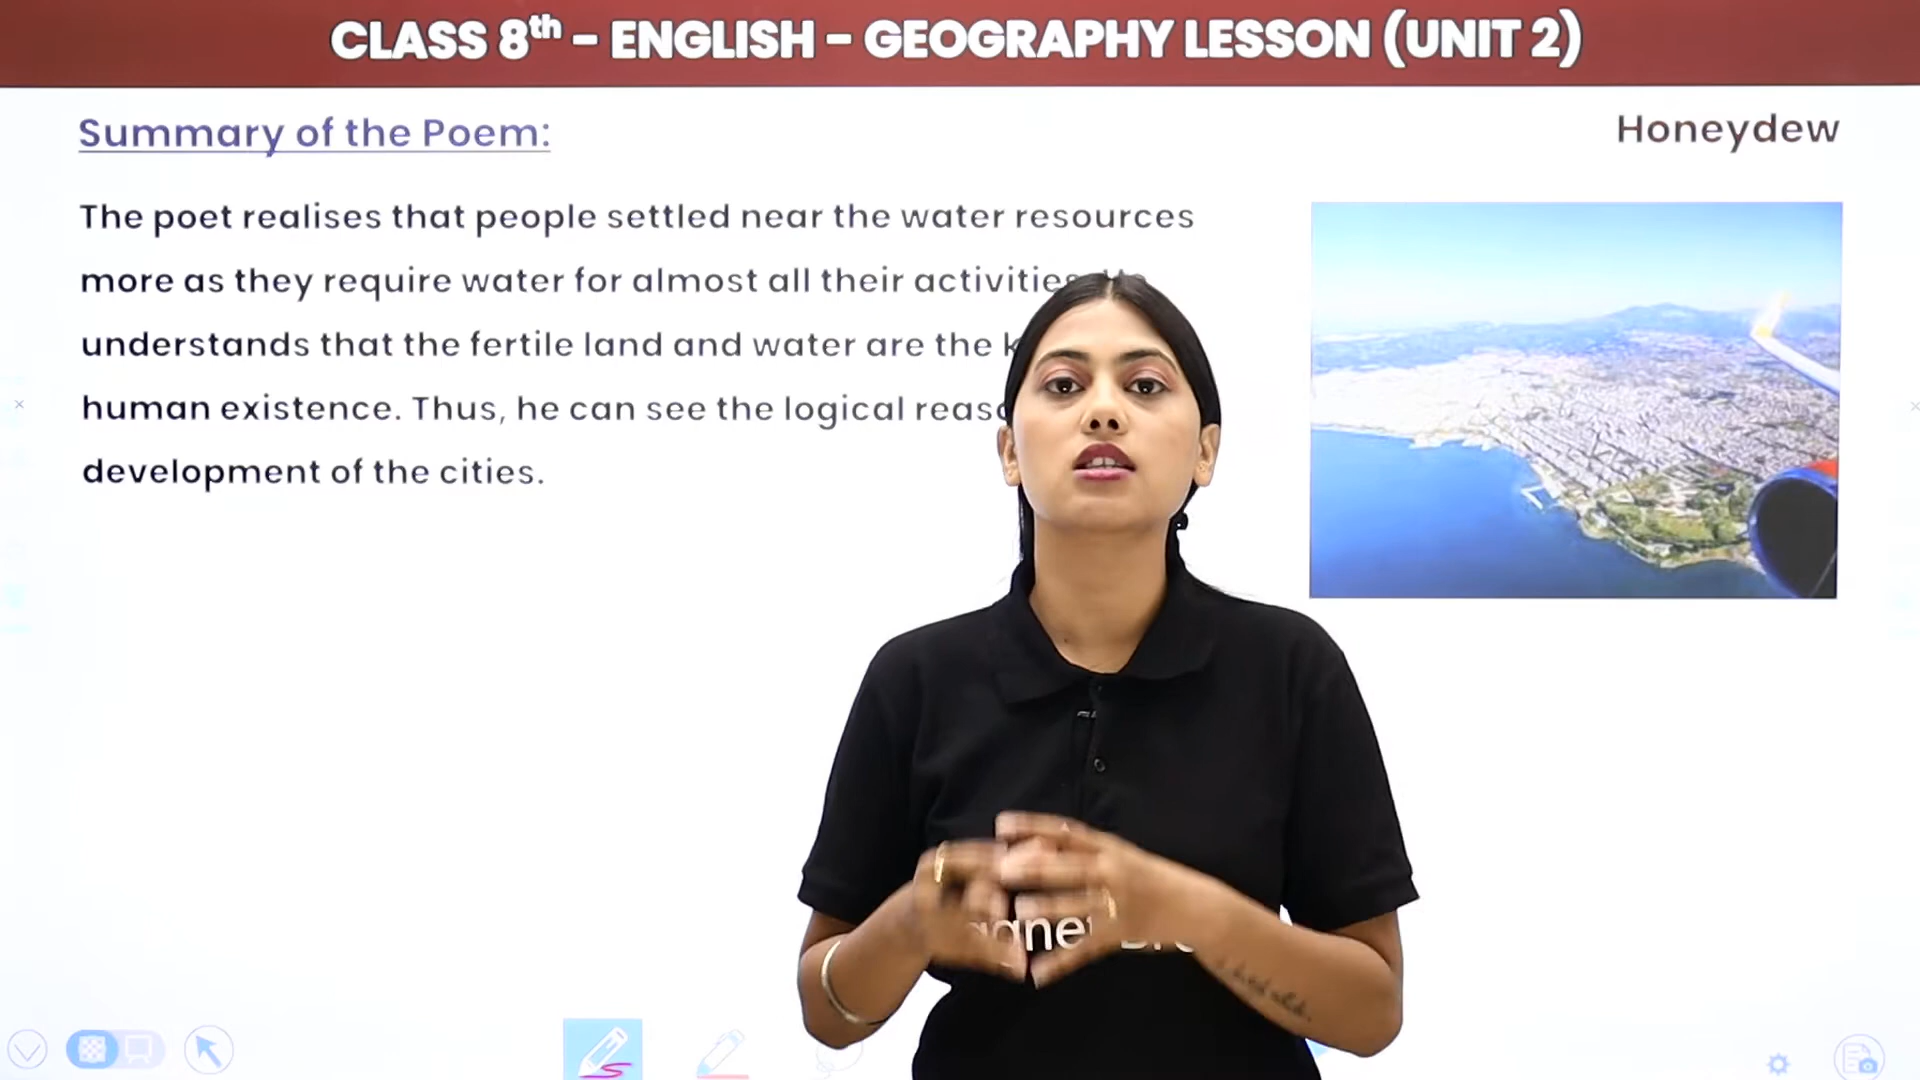 CLASS 8th - ENGLISH - GEOGRAPHY LESSON (UNIT 2)
Summary of the Poem:
Honeydew
The poet realises that people settled near the water resources
more as they require water for almost all their activities.
understands that the fertile land and water are the
human existence. Thus, he can see the logical
development of the cities.